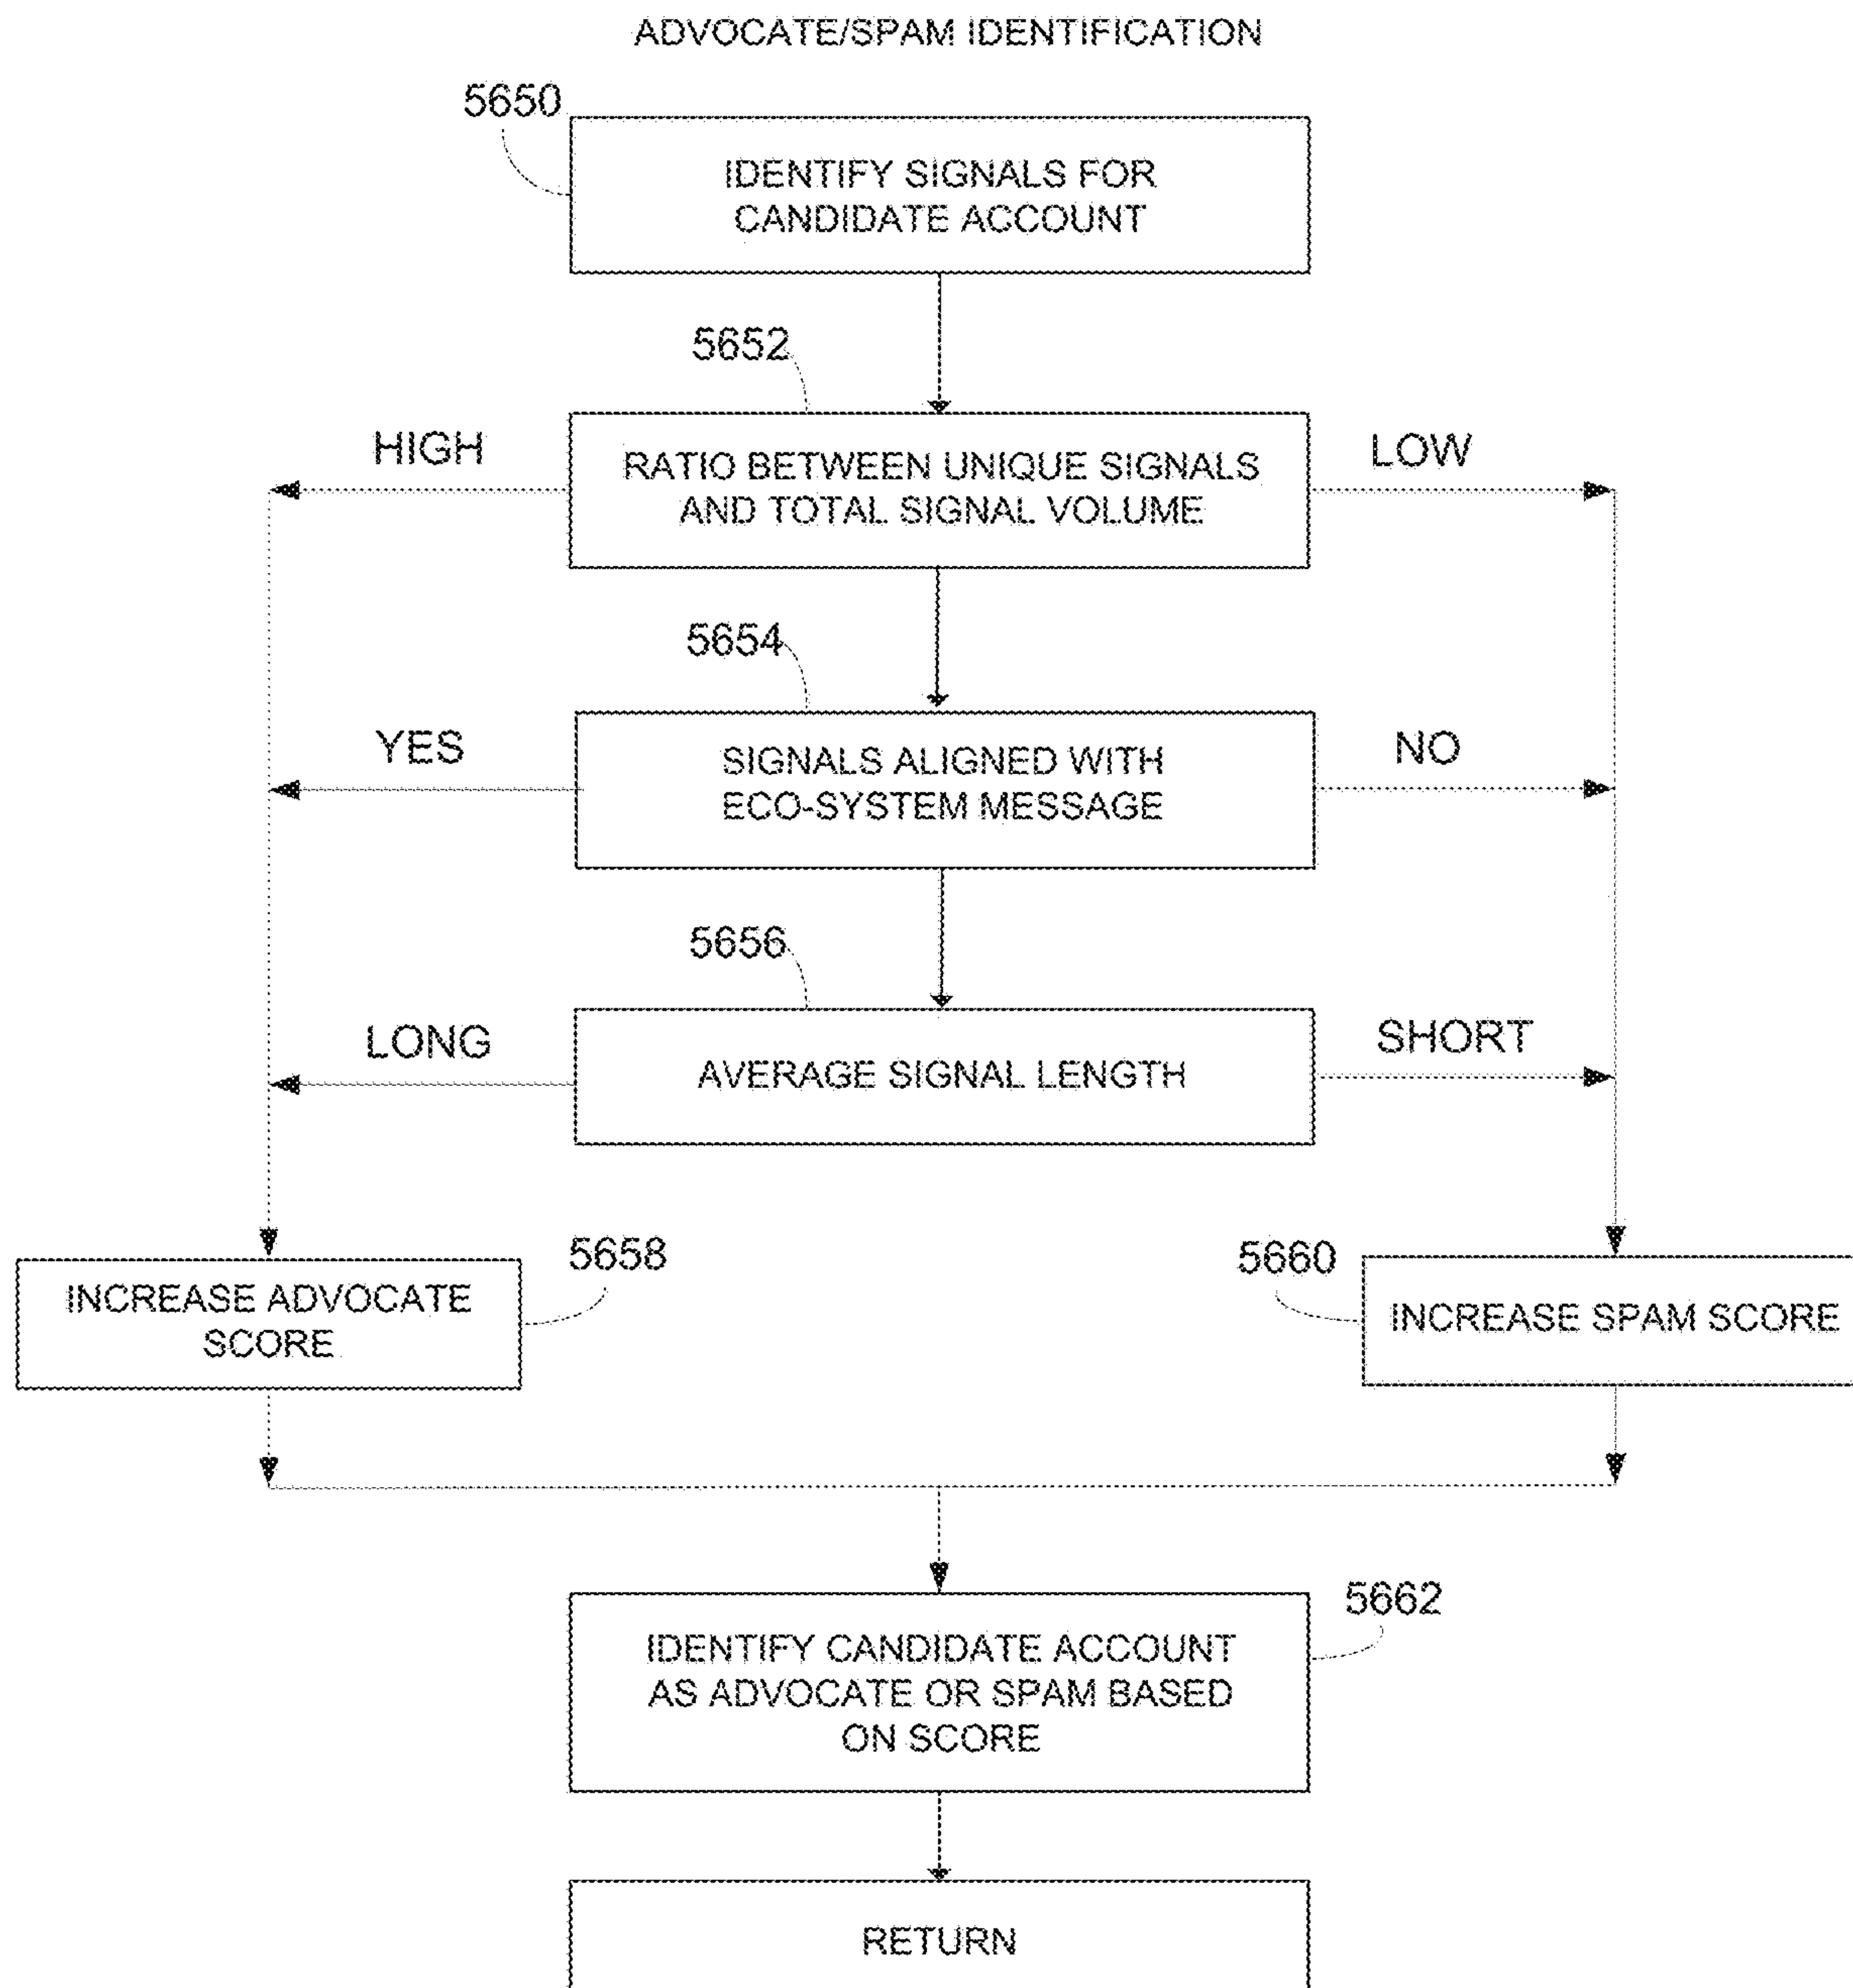 ADVOCATE/SPAM IDENTIFICATION
5650
IDENTIFY SIGNALS FOR
CANDIDATE ACCOUNT
5652
HIGH
RATIO BETWEEN UNIQUE SIGNALS
AND TOTAL SIGNAL VOLUME
LOW
5654
YES
SIGNALS ALIGNED WITH
ECO-SYSTEM MESSAGE
NO
5656
LONG
AVERAGE SIGNAL LENGTH
SHORT
INCREASE ADVOCATE
SCORE
5658
5660
INCREASE SPAM SCORE
5662
IDENTIFY CANDIDATE ACCOUNT
AS ADVOCATE OR SPAM BASED
ON SCORE
RETURN